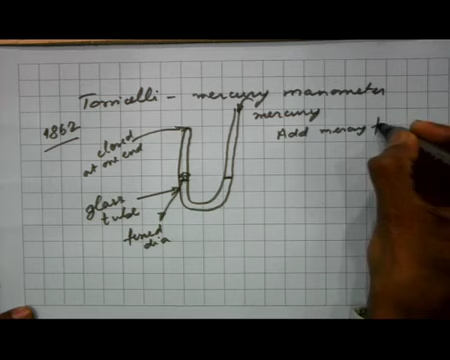 Torricelli - mercury manometer
1862
closed
at one end
mercury
Add mercury
glass
tube
fixed
dia